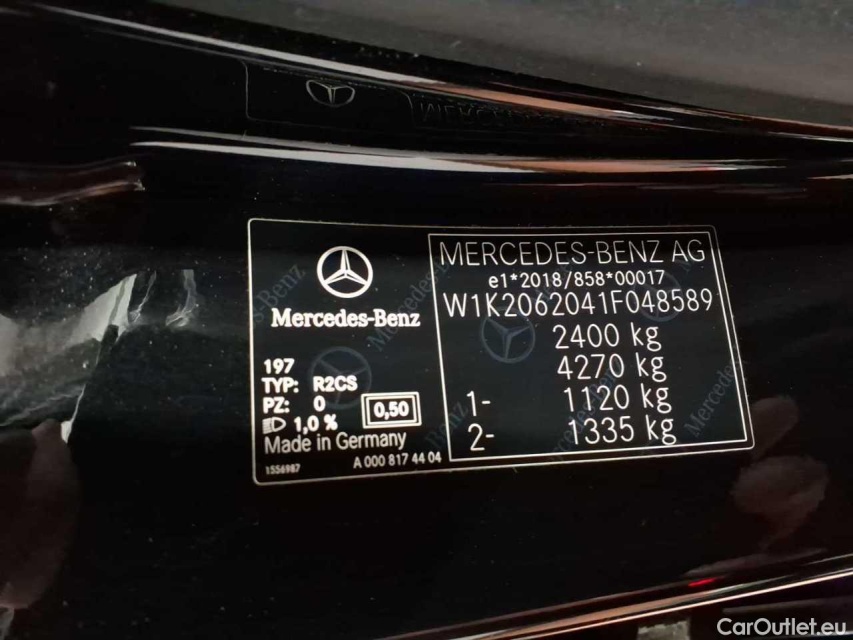 Mercedes-Benz
197
TYP: R2CS
PZ: 0
1,0 %
0,50
Made in Germany
1556987
A 000 817 44 04
MERCEDES-BENZ AG
e1*2018/858*00017
W1K2062041F048589
2400 kg
4270 kg
1- 1120 kg
2- 1335 kg
CarOutlet.eu